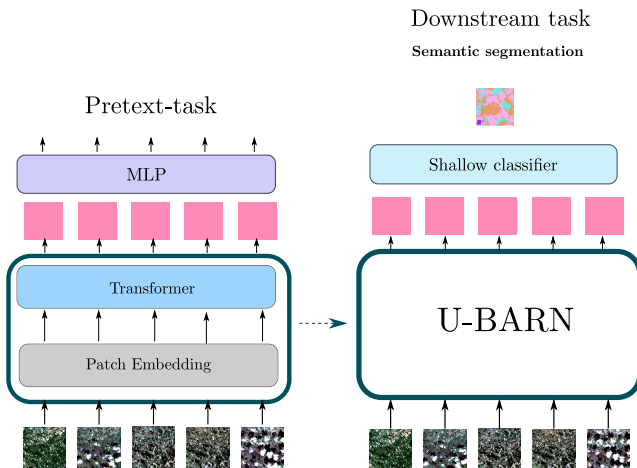 Downstream task
Semantic segmentation
Pretext-task
MLP
Shallow classifier
Transformer
U-BARN
Patch Embedding